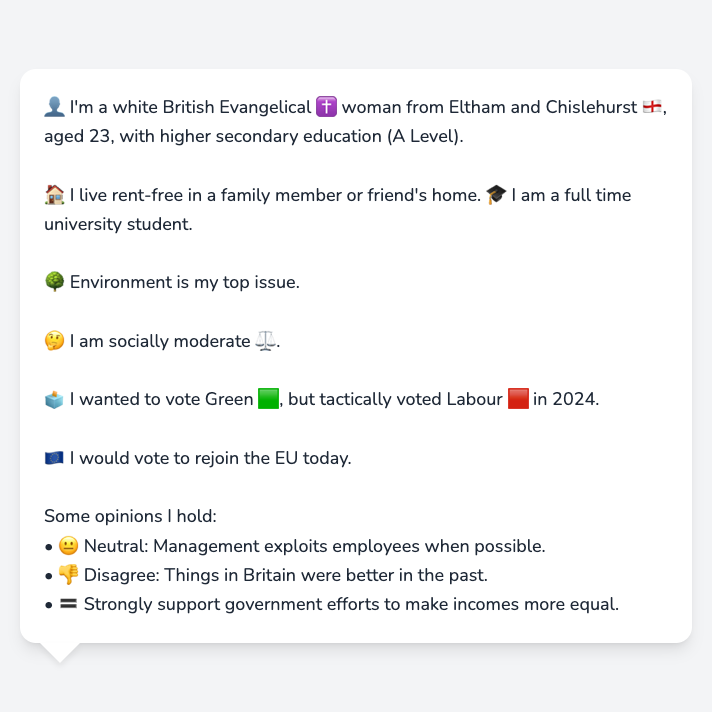 👤 I'm a white British Evangelical ✝️ woman from Eltham and Chislehurst 🏴󠁧󠁢󠁥󠁮󠁧󠁿,
aged 23, with higher secondary education (A Level).
🏠 I live rent-free in a family member or friend's home. 🎓 I am a full time
university student.
🌳 Environment is my top issue.
🤔 I am socially moderate ⚖️.
🗳️ I wanted to vote Green 🟩, but tactically voted Labour 🟥 in 2024.
🇪🇺 I would vote to rejoin the EU today.
Some opinions I hold:
• 😐 Neutral: Management exploits employees when possible.
• 👎 Disagree: Things in Britain were better in the past.
• 🟰 Strongly support government efforts to make incomes more equal.